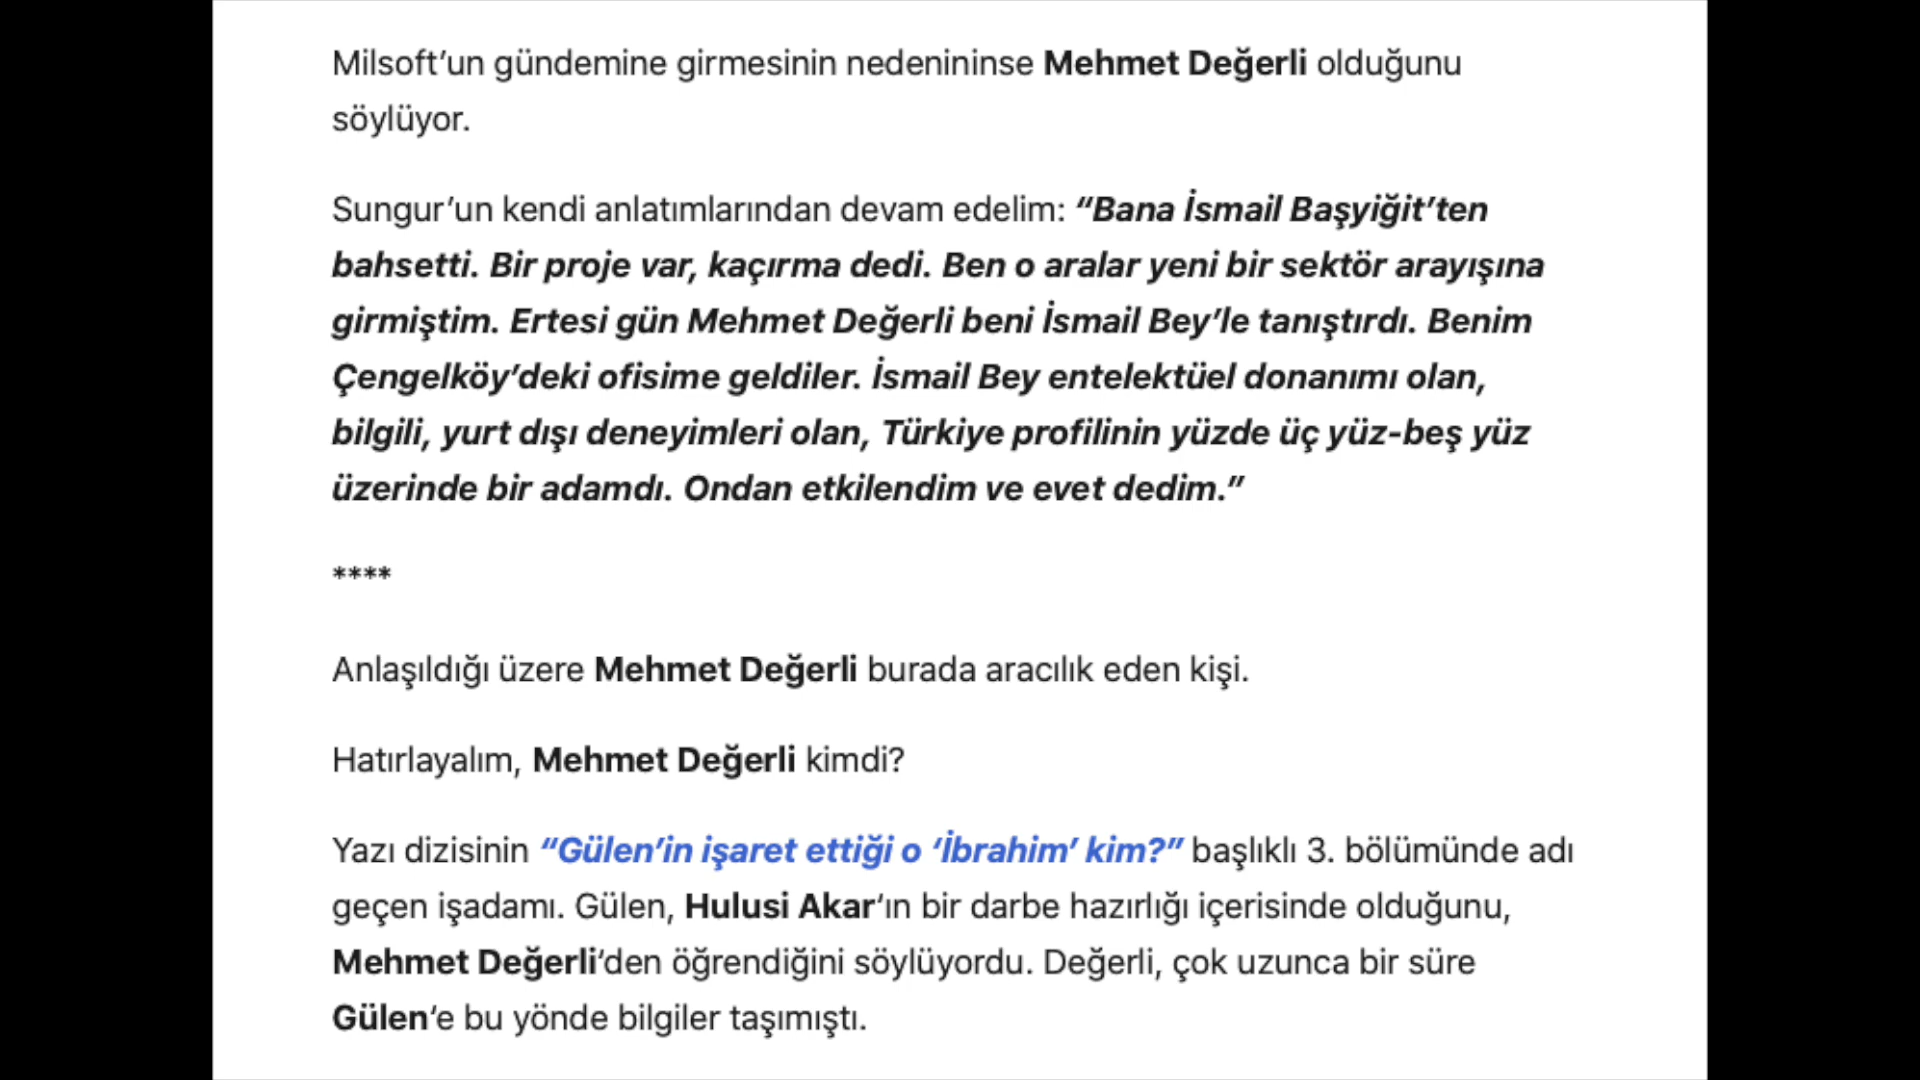 Milsoft’un gündemine girmesinin nedenininse Mehmet Değerli olduğunu
söylüyor.
Sungur’un kendi anlatımlarından devam edelim: “Bana İsmail Başyiğit’ten
bahsetti. Bir proje var, kaçırma dedi. Ben o aralar yeni bir sektör arayışına
girmiştim. Ertesi gün Mehmet Değerli beni İsmail Bey’le tanıştırdı. Benim
Çengelköy’deki ofisime geldiler. İsmail Bey entelektüel donanımı olan,
bilgili, yurt dışı deneyimleri olan, Türkiye profilinin yüzde üç yüz-beş yüz
üzerinde bir adamdı. Ondan etkilendim ve evet dedim.”
****
Anlaşıldığı üzere Mehmet Değerli burada aracılık eden kişi.
Hatırlayalım, Mehmet Değerli kimdi?
Yazı dizisinin “Gülen’in işaret ettiği o ‘İbrahim’ kim?” başlıklı 3. bölümünde adı
geçen işadamı. Gülen, Hulusi Akar’ın bir darbe hazırlığı içerisinde olduğunu,
Mehmet Değerli’den öğrendiğini söylüyordu. Değerli, çok uzunca bir süre
Gülen’e bu yönde bilgiler taşımıştı.